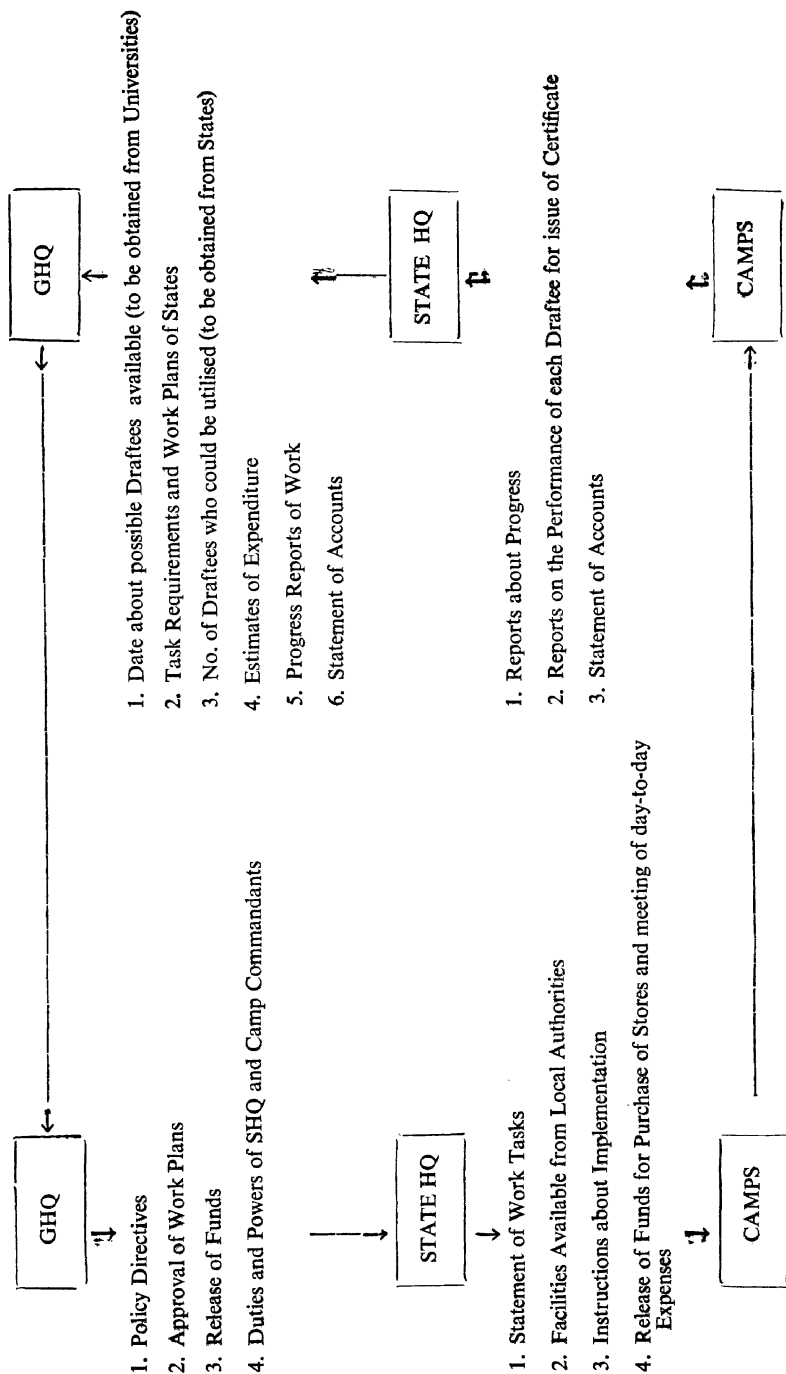 GHQ
1. Policy Directives
2. Approval of Work Plans
3. Release of Funds
4. Duties and Powers of SHQ and Camp Commandants
STATE HQ
1. Statement of Work Tasks
2. Facilities Available from Local Authorities
3. Instructions about Implementation
4. Release of Funds for Purchase of Stores and meeting of day-to-day
Expenses
CAMPS
GHQ
1. Date about possible Draftees available (to be obtained from Universities)
2. Task Requirements and Work Plans of States
3. No. of Draftees who could be utilised (to be obtained from States)
4. Estimates of Expenditure
5. Progress Reports of Work
6. Statement of Accounts
STATE HQ
1. Reports about Progress
2. Reports on the Performance of each Draftee for issue of Certificate
3. Statement of Accounts
CAMPS